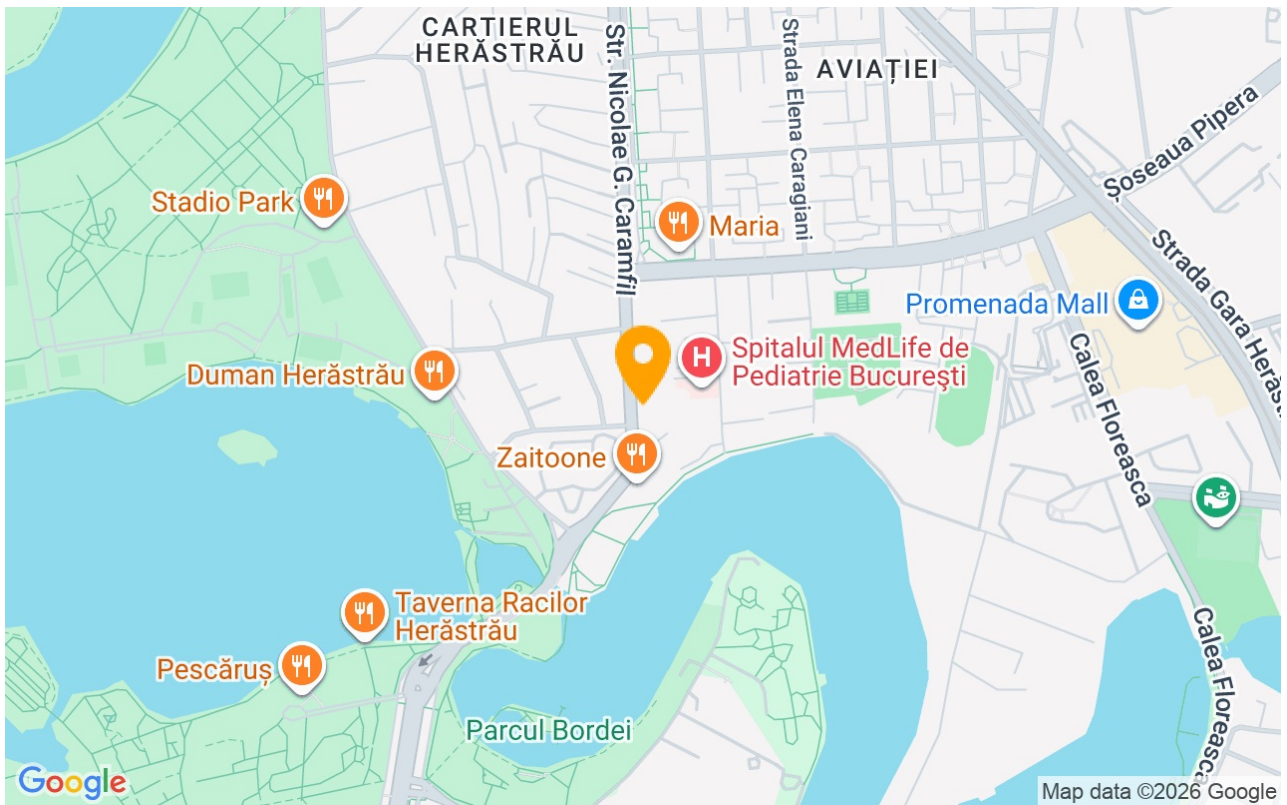 CARTIERUL
HERĂSTRĂU
Str. Nicolae G. Caramfil
Strada Elena Caragiani
AVIAȚIEI
Șoseaua Pipera
Stadio Park
Maria
Strada Gara Herăstr
Promenada Mall
Spitalul MedLife de
Pediatrie București
Duman Herăstrău
Calea Floreasca
Zaitoone
Taverna Racilor
Herăstrău
Pescăruș
Calea Floreasca
Parcul Bordei
Google
Map data ©2026 Google